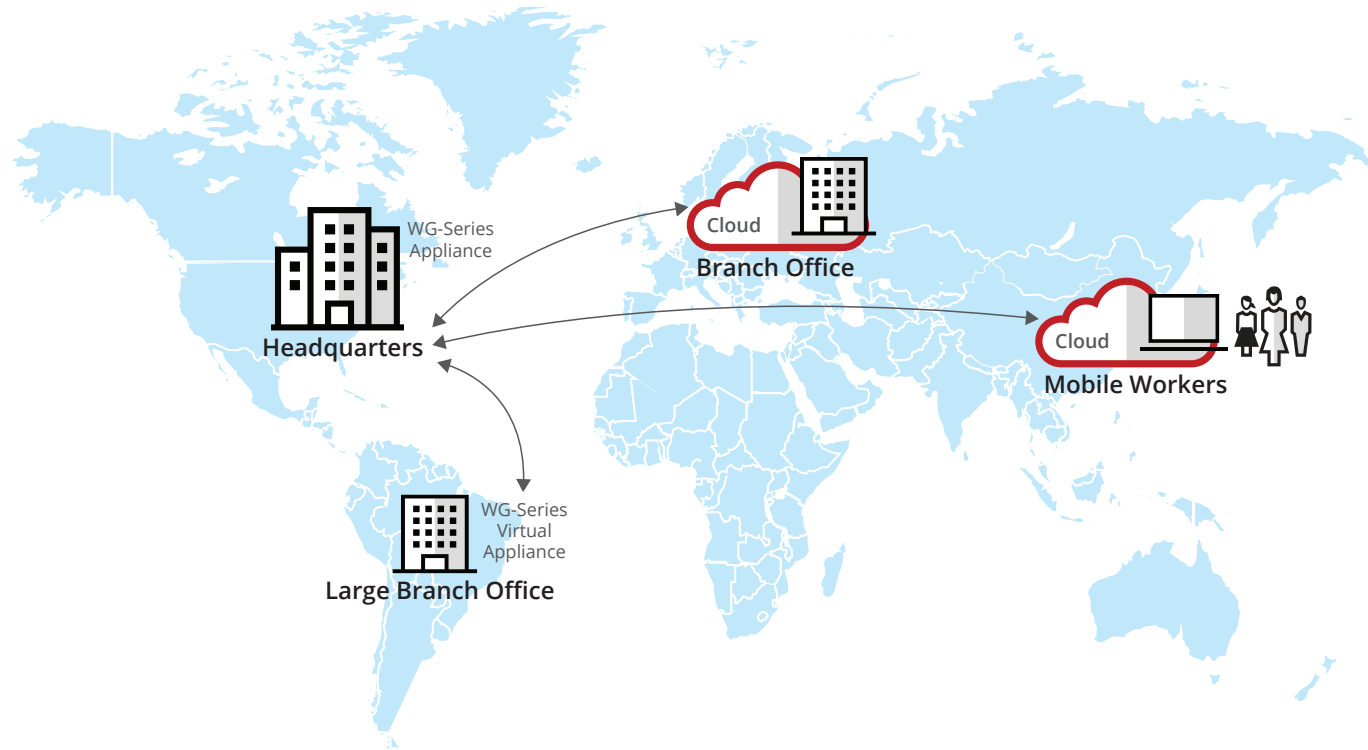 WG-Series
Appliance
Headquarters
Cloud
Branch Office
Cloud
Mobile Workers
WG-Series
Virtual
Appliance
Large Branch Office